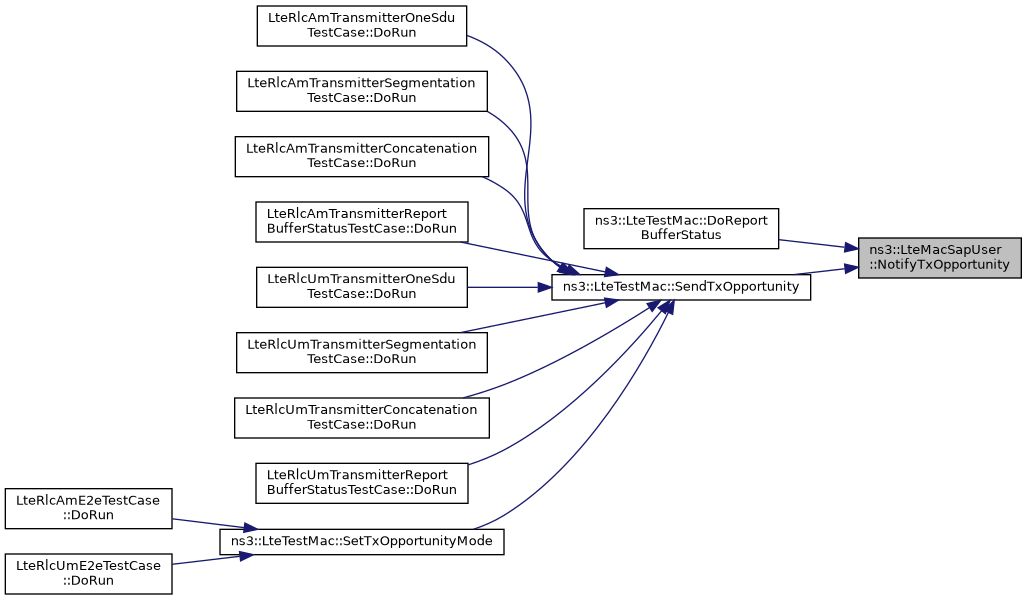 LteRlcAmTransmitterOneSdu
TestCase::DoRun
LteRlcAmTransmitterSegmentation
TestCase::DoRun
LteRlcAmTransmitterConcatenation
TestCase::DoRun
LteRlcAmTransmitterReport
BufferStatusTestCase::DoRun
LteRlcUmTransmitterOneSdu
TestCase::DoRun
LteRlcUmTransmitterSegmentation
TestCase::DoRun
LteRlcUmTransmitterConcatenation
TestCase::DoRun
LteRlcUmTransmitterReport
BufferStatusTestCase::DoRun
LteRlcAmE2eTestCase
::DoRun
LteRlcUmE2eTestCase
::DoRun
ns3::LteTestMac::SetTxOpportunityMode
ns3::LteTestMac::DoReport
BufferStatus
ns3::LteTestMac::SendTxOpportunity
ns3::LteMacSapUser
::NotifyTxOpportunity